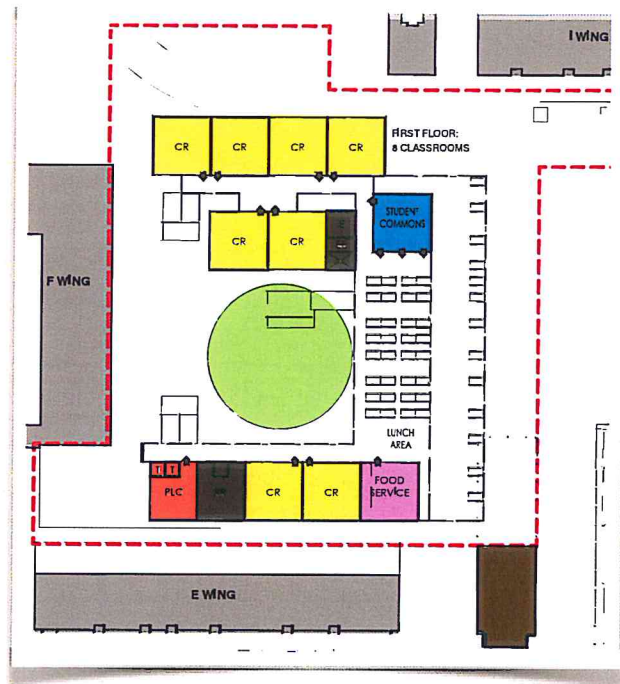 I WING
FIRST FLOOR:
8 CLASSROOMS
CR
CR
CR
CR
STUDENT
COMMONS
CR
CR
F WING
LUNCH
AREA
T
T
PLC
CR
CR
FOOD
SERVICE
E WING